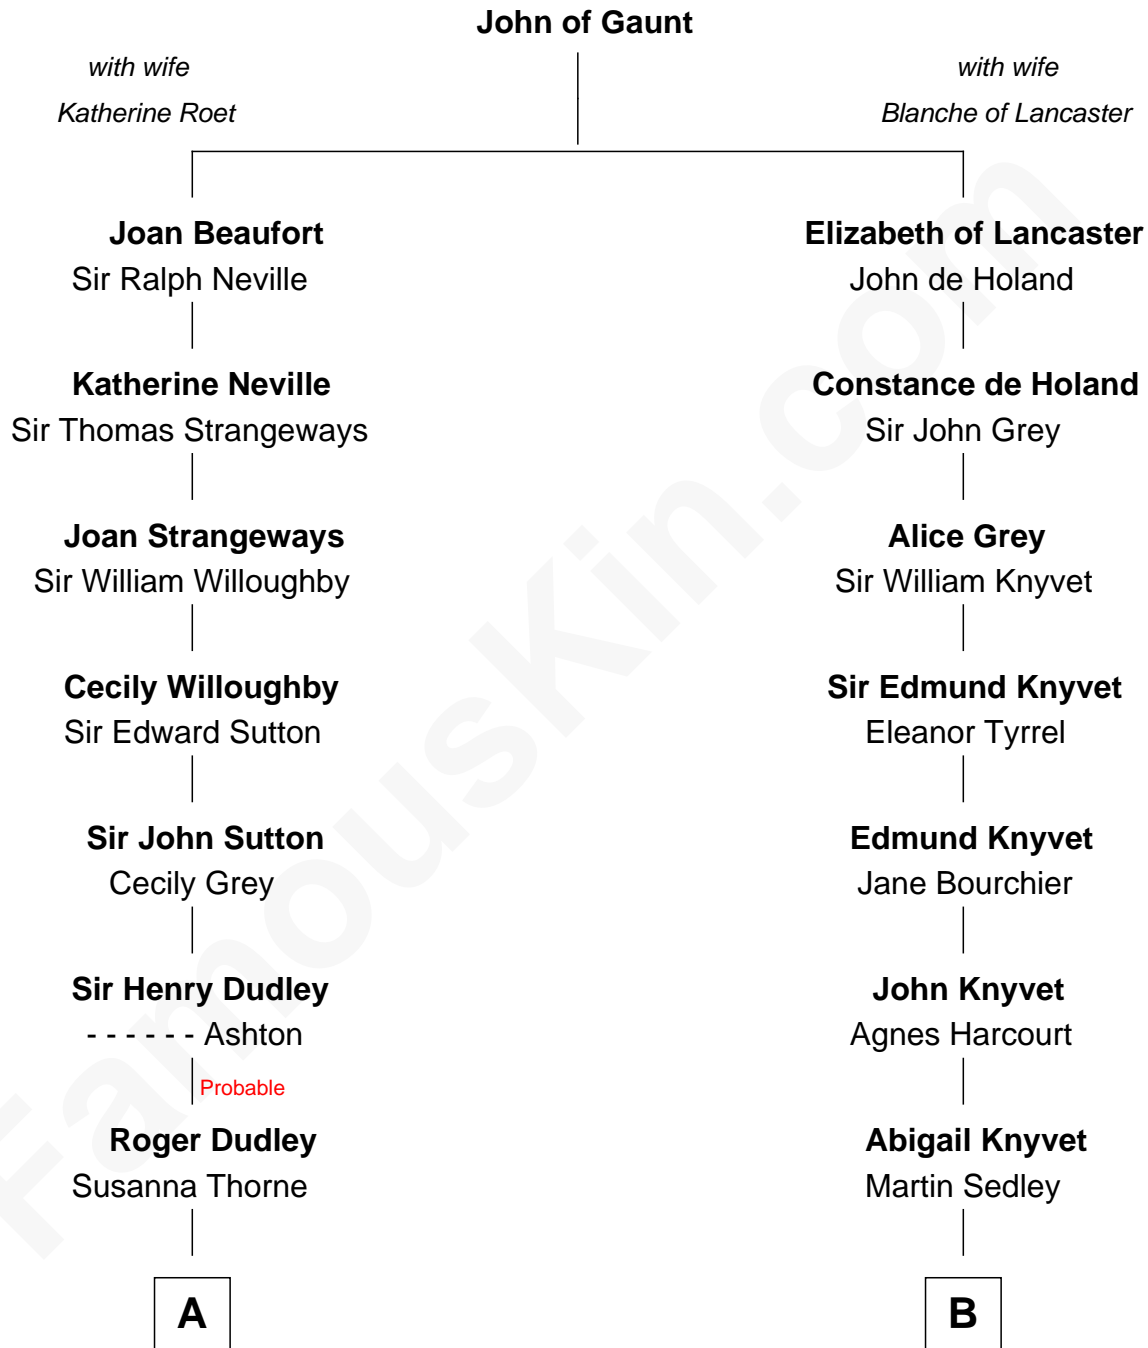 John of Gaunt
with wife
Katherine Roet
with wife
Blanche of Lancaster
Joan Beaufort
Sir Ralph Neville
Elizabeth of Lancaster
John de Holand
Katherine Neville
Sir Thomas Strangeways
Constance de Holand
Sir John Grey
Joan Strangeways
Sir William Willoughby
Alice Grey
Sir William Knyvet
Cecily Willoughby
Sir Edward Sutton
Sir Edmund Knyvet
Eleanor Tyrrel
Sir John Sutton
Cecily Grey
Edmund Knyvet
Jane Bourchier
Sir Henry Dudley
- - - - - - Ashton
John Knyvet
Agnes Harcourt
Probable
Roger Dudley
Susanna Thorne
Abigail Knyvet
Martin Sedley
A
B
FamousKin.com